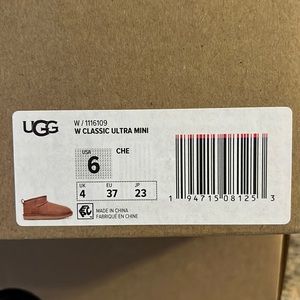 UGG
W / 1116109
W CLASSIC ULTRA MINI
USA
6
CHE
UK EU JP
4 37 23
MADE IN CHINA
FABRIQUÉ EN CHINE
1 94715 08125 3